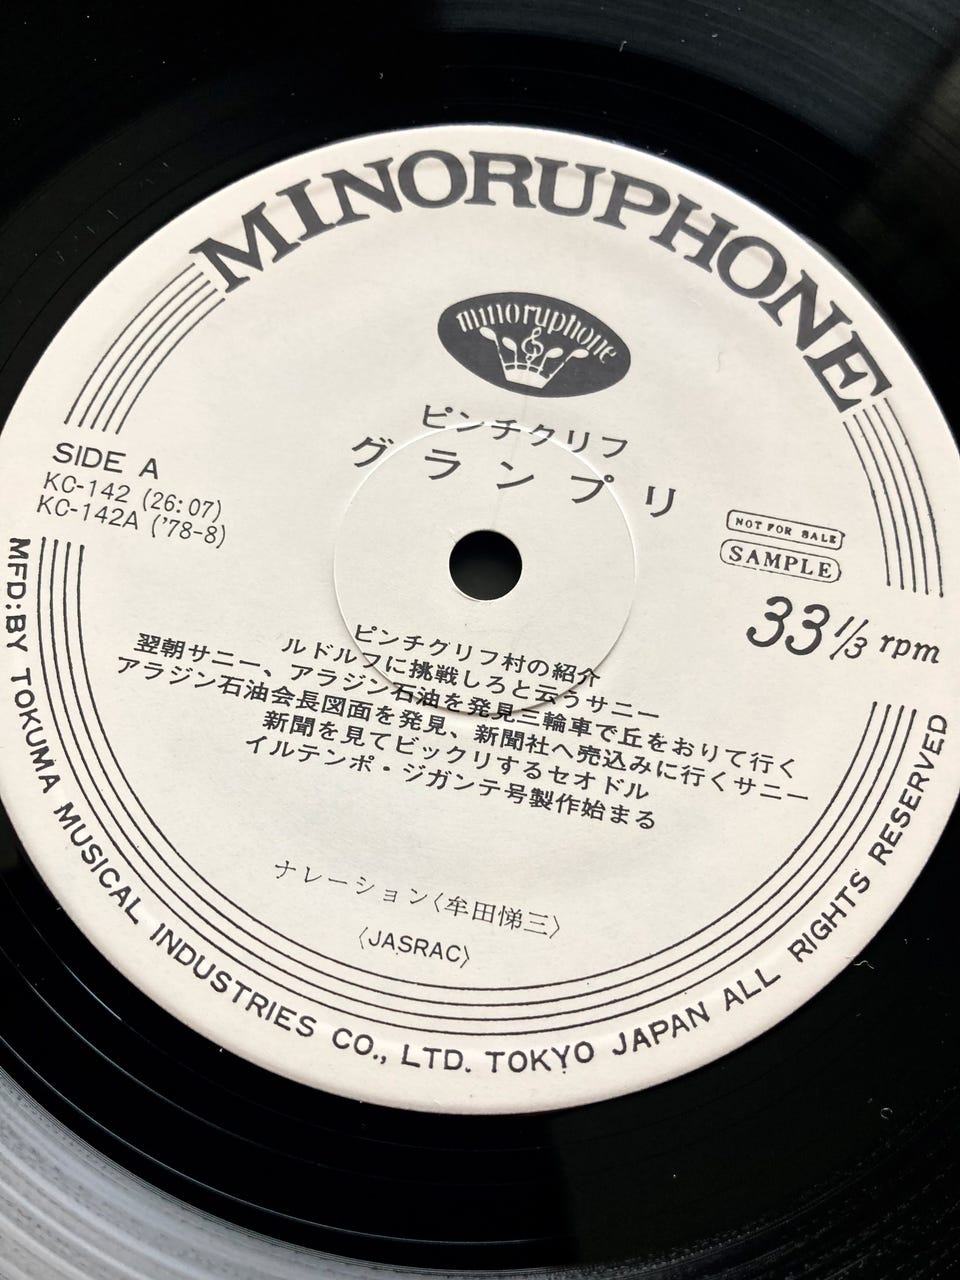 MINORUPHONE
minoruphone
ピンチクリフ
グランプリ
SIDE A
KC-142 (26:07)
KC-142A ('78-8)
NOT FOR SALE
SAMPLE
33 1/3 rpm
ピンチグリフ村の紹介
ルドルフに挑戦しろと云うサニー
翌朝サニー、アラジン石油を発見三輪車で丘をおりて行く
アラジン石油会長図面を発見、新聞社へ売込みに行くサニー
新聞を見てビックリするセオドル
イルテンポ・ジガンテ号製作始まる
ナレーション〈牟田悌三〉
〈JASRAC〉
MFD:BY TOKUMA MUSICAL INDUSTRIES CO., LTD. TOKYO JAPAN ALL RIGHTS RESERVED